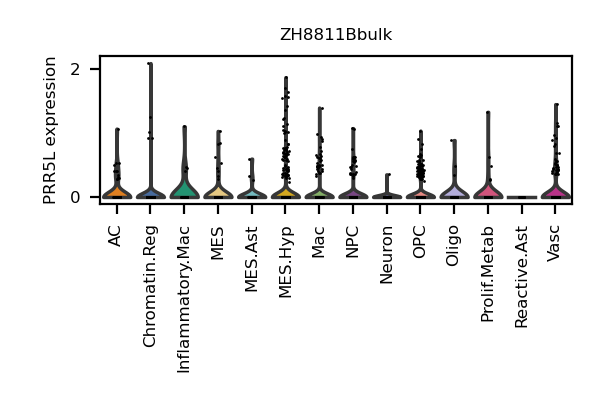 ZH8811Bbulk
PRR5L expression
2
0
AC
Chromatin.Reg
Inflammatory.Mac
MES
MES.Ast
MES.Hyp
Mac
NPC
Neuron
OPC
Oligo
Prolif.Metab
Reactive.Ast
Vasc